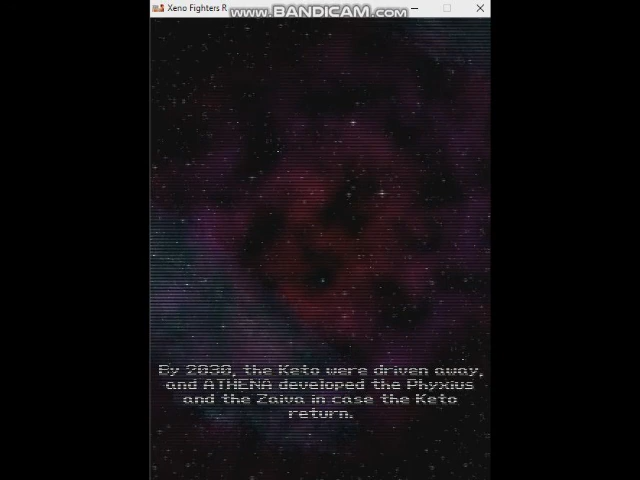 Xeno Fighters R
www.BANDICAM.com
By 2030, the Keto were driven away,
and ATHENA developed the Phyxius
and the Zaiva in case the Keto
return.